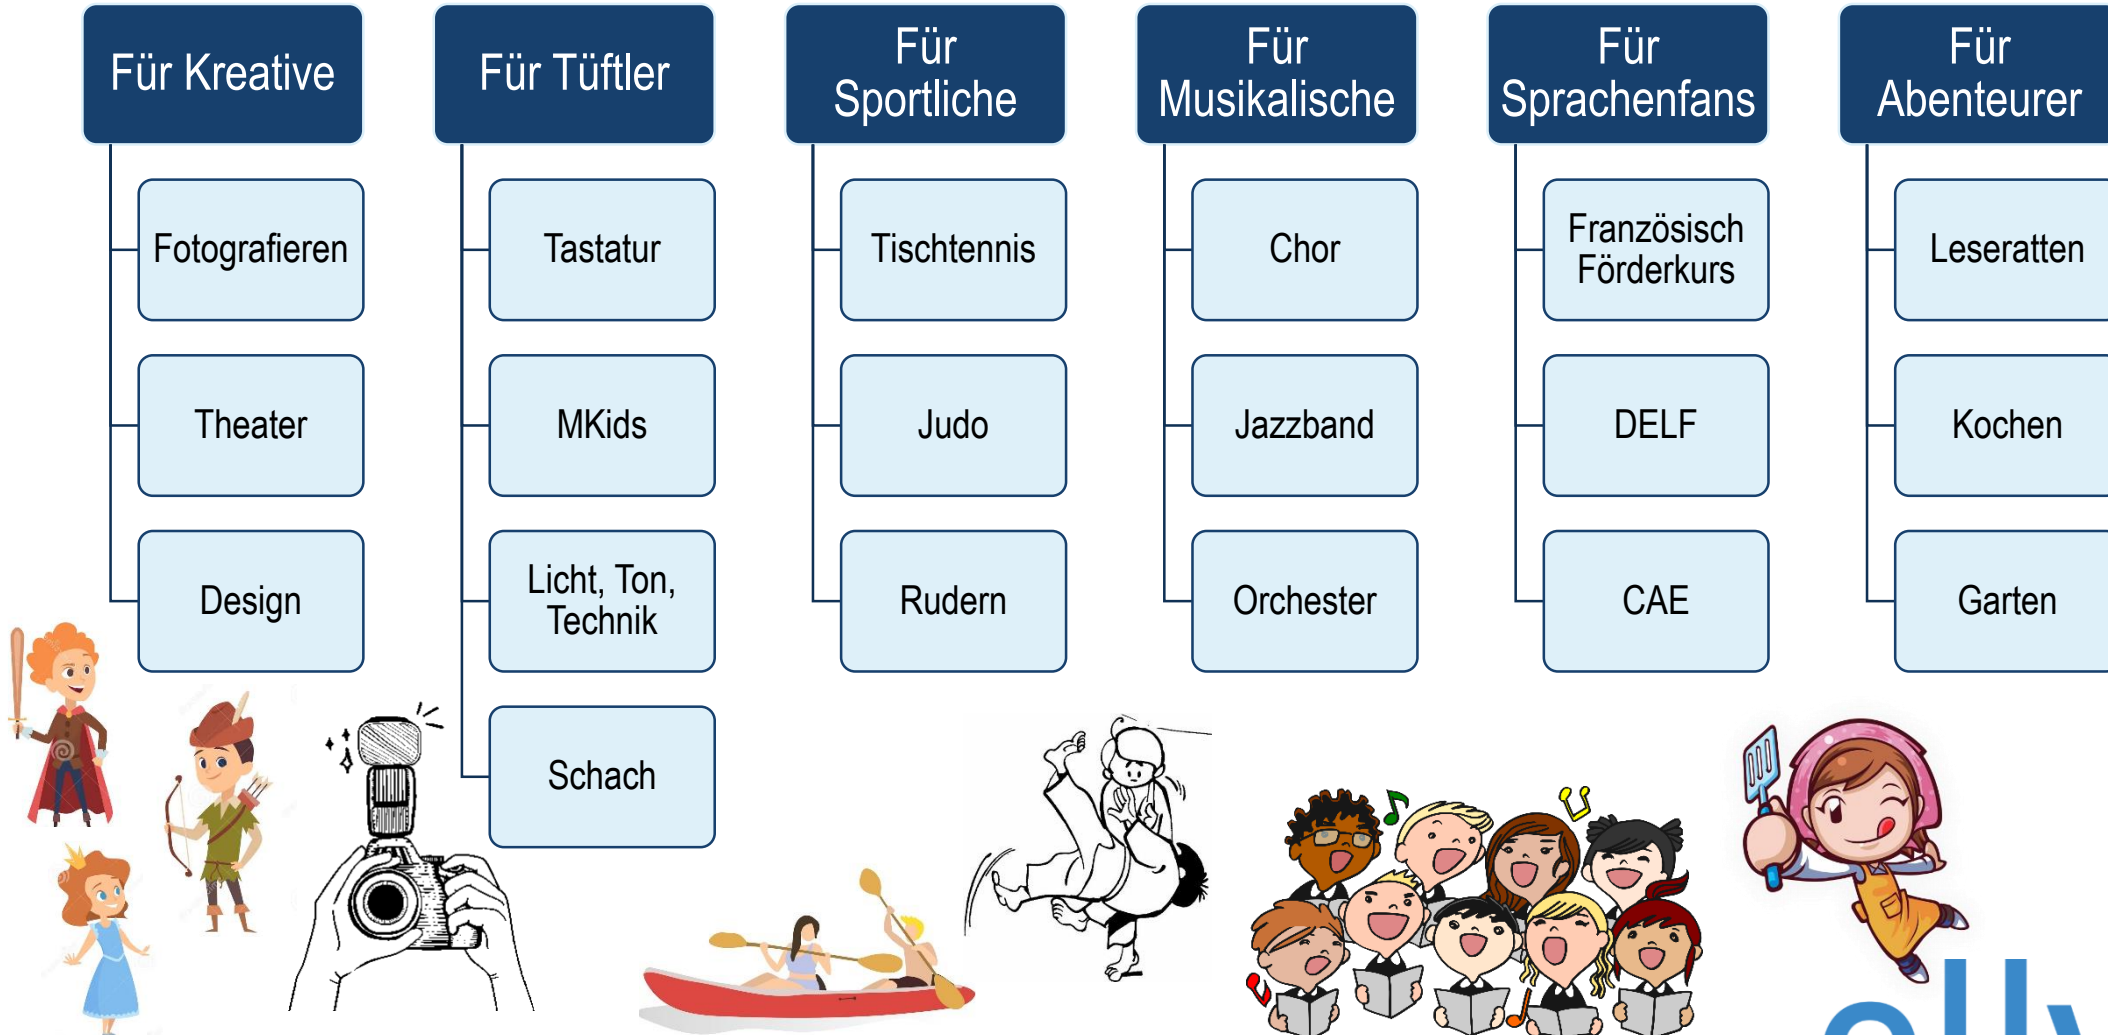 Für Kreative
Fotografieren
Theater
Design
Für Tüftler
Tastatur
MKids
Licht, Ton,
Technik
Schach
Für
Sportliche
Tischtennis
Judo
Rudern
Für
Musikalische
Chor
Jazzband
Orchester
Für
Sprachenfans
Französisch
Förderkurs
DELF
CAE
Für
Abenteurer
Leseratten
Kochen
Garten